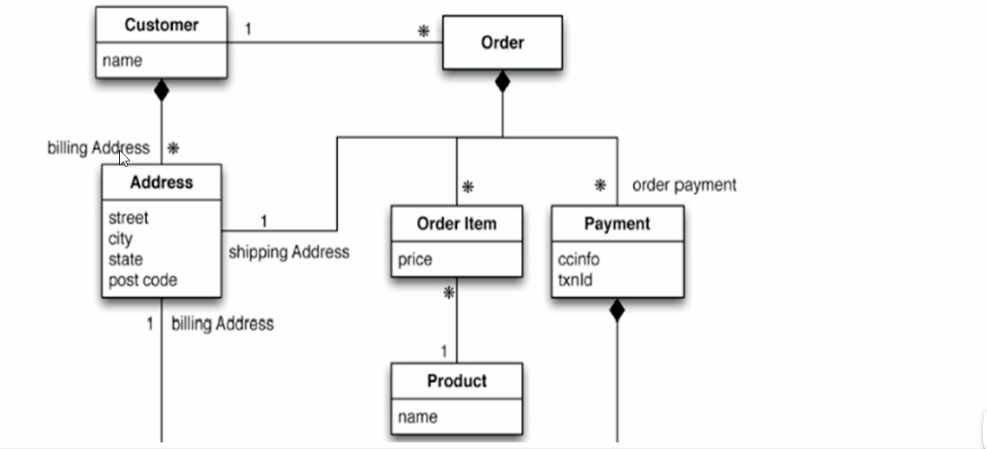 Customer
name
1
*
Order
billing Address
*
Address
street
city
state
post code
1
shipping Address
*
Order Item
price
*
order payment
Payment
ccinfo
txnId
1
billing Address
*
1
Product
name